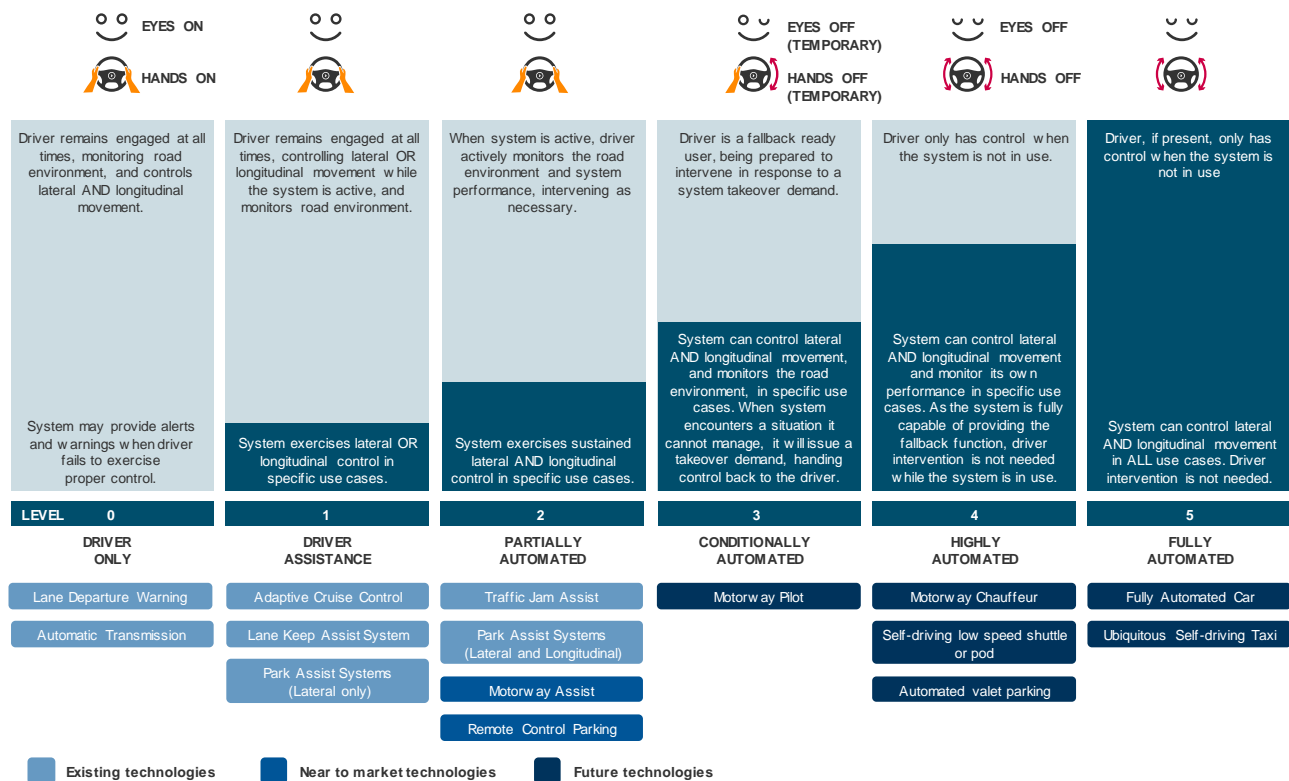 EYES ON
HANDS ON
EYES OFF
(TEMPORARY)
HANDS OFF
(TEMPORARY)
EYES OFF
HANDS OFF
Driver remains engaged at all
times, monitoring road
environment, and controls
lateral AND longitudinal
movement.
System may provide alerts
and warnings when driver
fails to exercise
proper control.
Driver remains engaged at all
times, controlling lateral OR
longitudinal movement while
the system is active, and
monitors road environment.
System exercises lateral OR
longitudinal control in
specific use cases.
When system is active, driver
actively monitors the road
environment and system
performance, intervening as
necessary.
System exercises sustained
lateral AND longitudinal
control in specific use cases.
Driver is a fallback ready
user, being prepared to
intervene in response to a
system takeover demand.
System can control lateral
AND longitudinal movement,
and monitors the road
environment, in specific use
cases. When system
encounters a situation it
cannot manage, it will issue a
takeover demand, handing
control back to the driver.
Driver only has control when
the system is not in use.
System can control lateral
AND longitudinal movement
and monitor its own
performance in specific use
cases. As the system is fully
capable of providing the
fallback function, driver
intervention is not needed
while the system is in use.
Driver, if present, only has
control when the system is
not in use
System can control lateral
AND longitudinal movement
in ALL use cases. Driver
intervention is not needed.
LEVEL 0 1 2 3 4 5
DRIVER
ONLY
DRIVER
ASSISTANCE
PARTIALLY
AUTOMATED
CONDITIONALLY
AUTOMATED
HIGHLY
AUTOMATED
FULLY
AUTOMATED
Lane Departure Warning
Automatic Transmission
Adaptive Cruise Control
Lane Keep Assist System
Park Assist Systems
(Lateral only)
Traffic Jam Assist
Park Assist Systems
(Lateral and Longitudinal)
Motorway Assist
Remote Control Parking
Motorway Pilot
Motorway Chauffeur
Self-driving low speed shuttle
or pod
Automated valet parking
Fully Automated Car
Ubiquitous Self-driving Taxi
Existing technologies
Near to market technologies
Future technologies